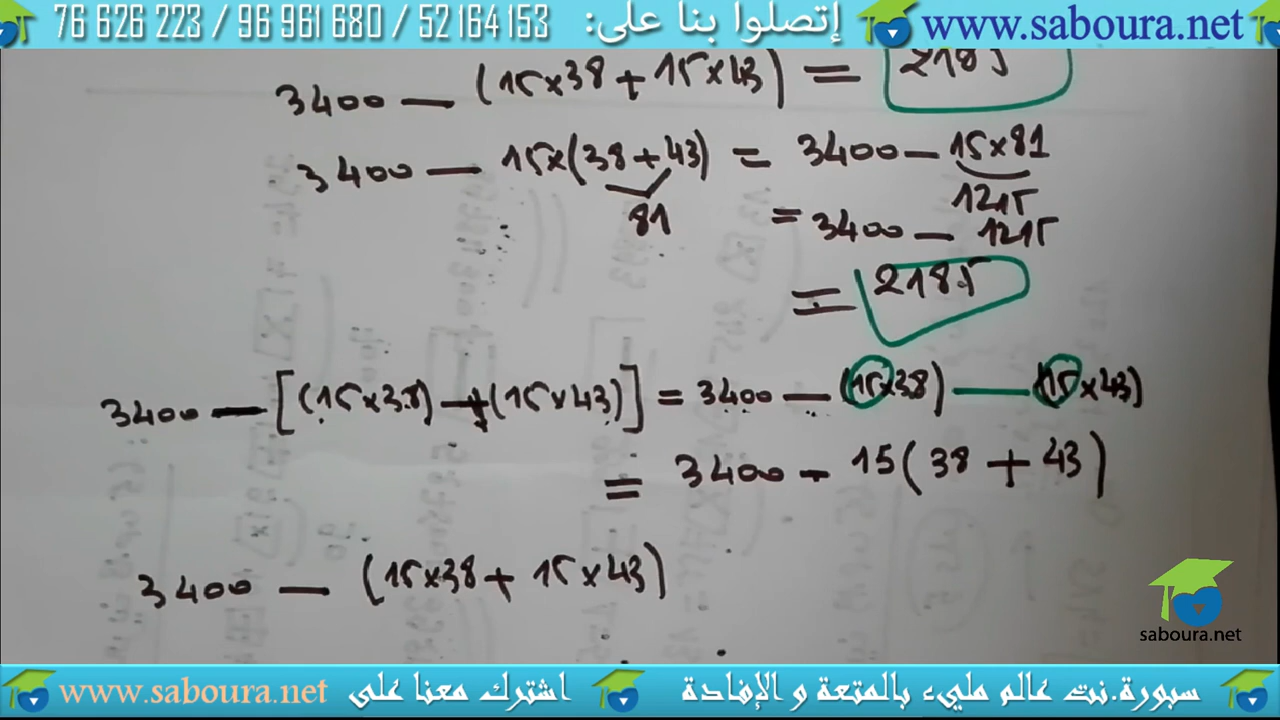 76 626 223 / 96 961 680 / 52 164 153 إتصلوا بنا على: www.saboura.net
3400 — (15×38 + 15×43) = 2185
3400 — 15×(38 + 43) = 3400 — 15×81
81
1215
= 3400 — 1215
= 2185
3400 — [(15×38) + (15×43)] = 3400 — (15×38) — (15×43)
= 3400 - 15(38 + 43)
3400 — (15×38 + 15×43)
saboura.net
سبورة.نت عالم مليء بالمتعة و الإفادة اشترك معنا على www.saboura.net